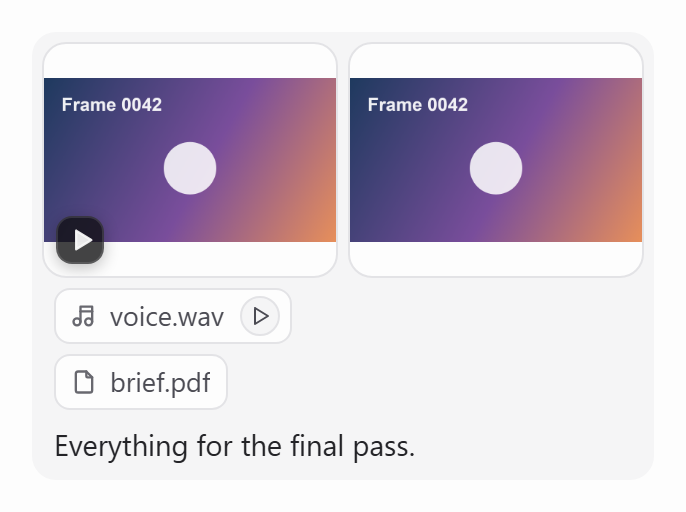 Frame 0042
Frame 0042
voice.wav
brief.pdf
Everything for the final pass.